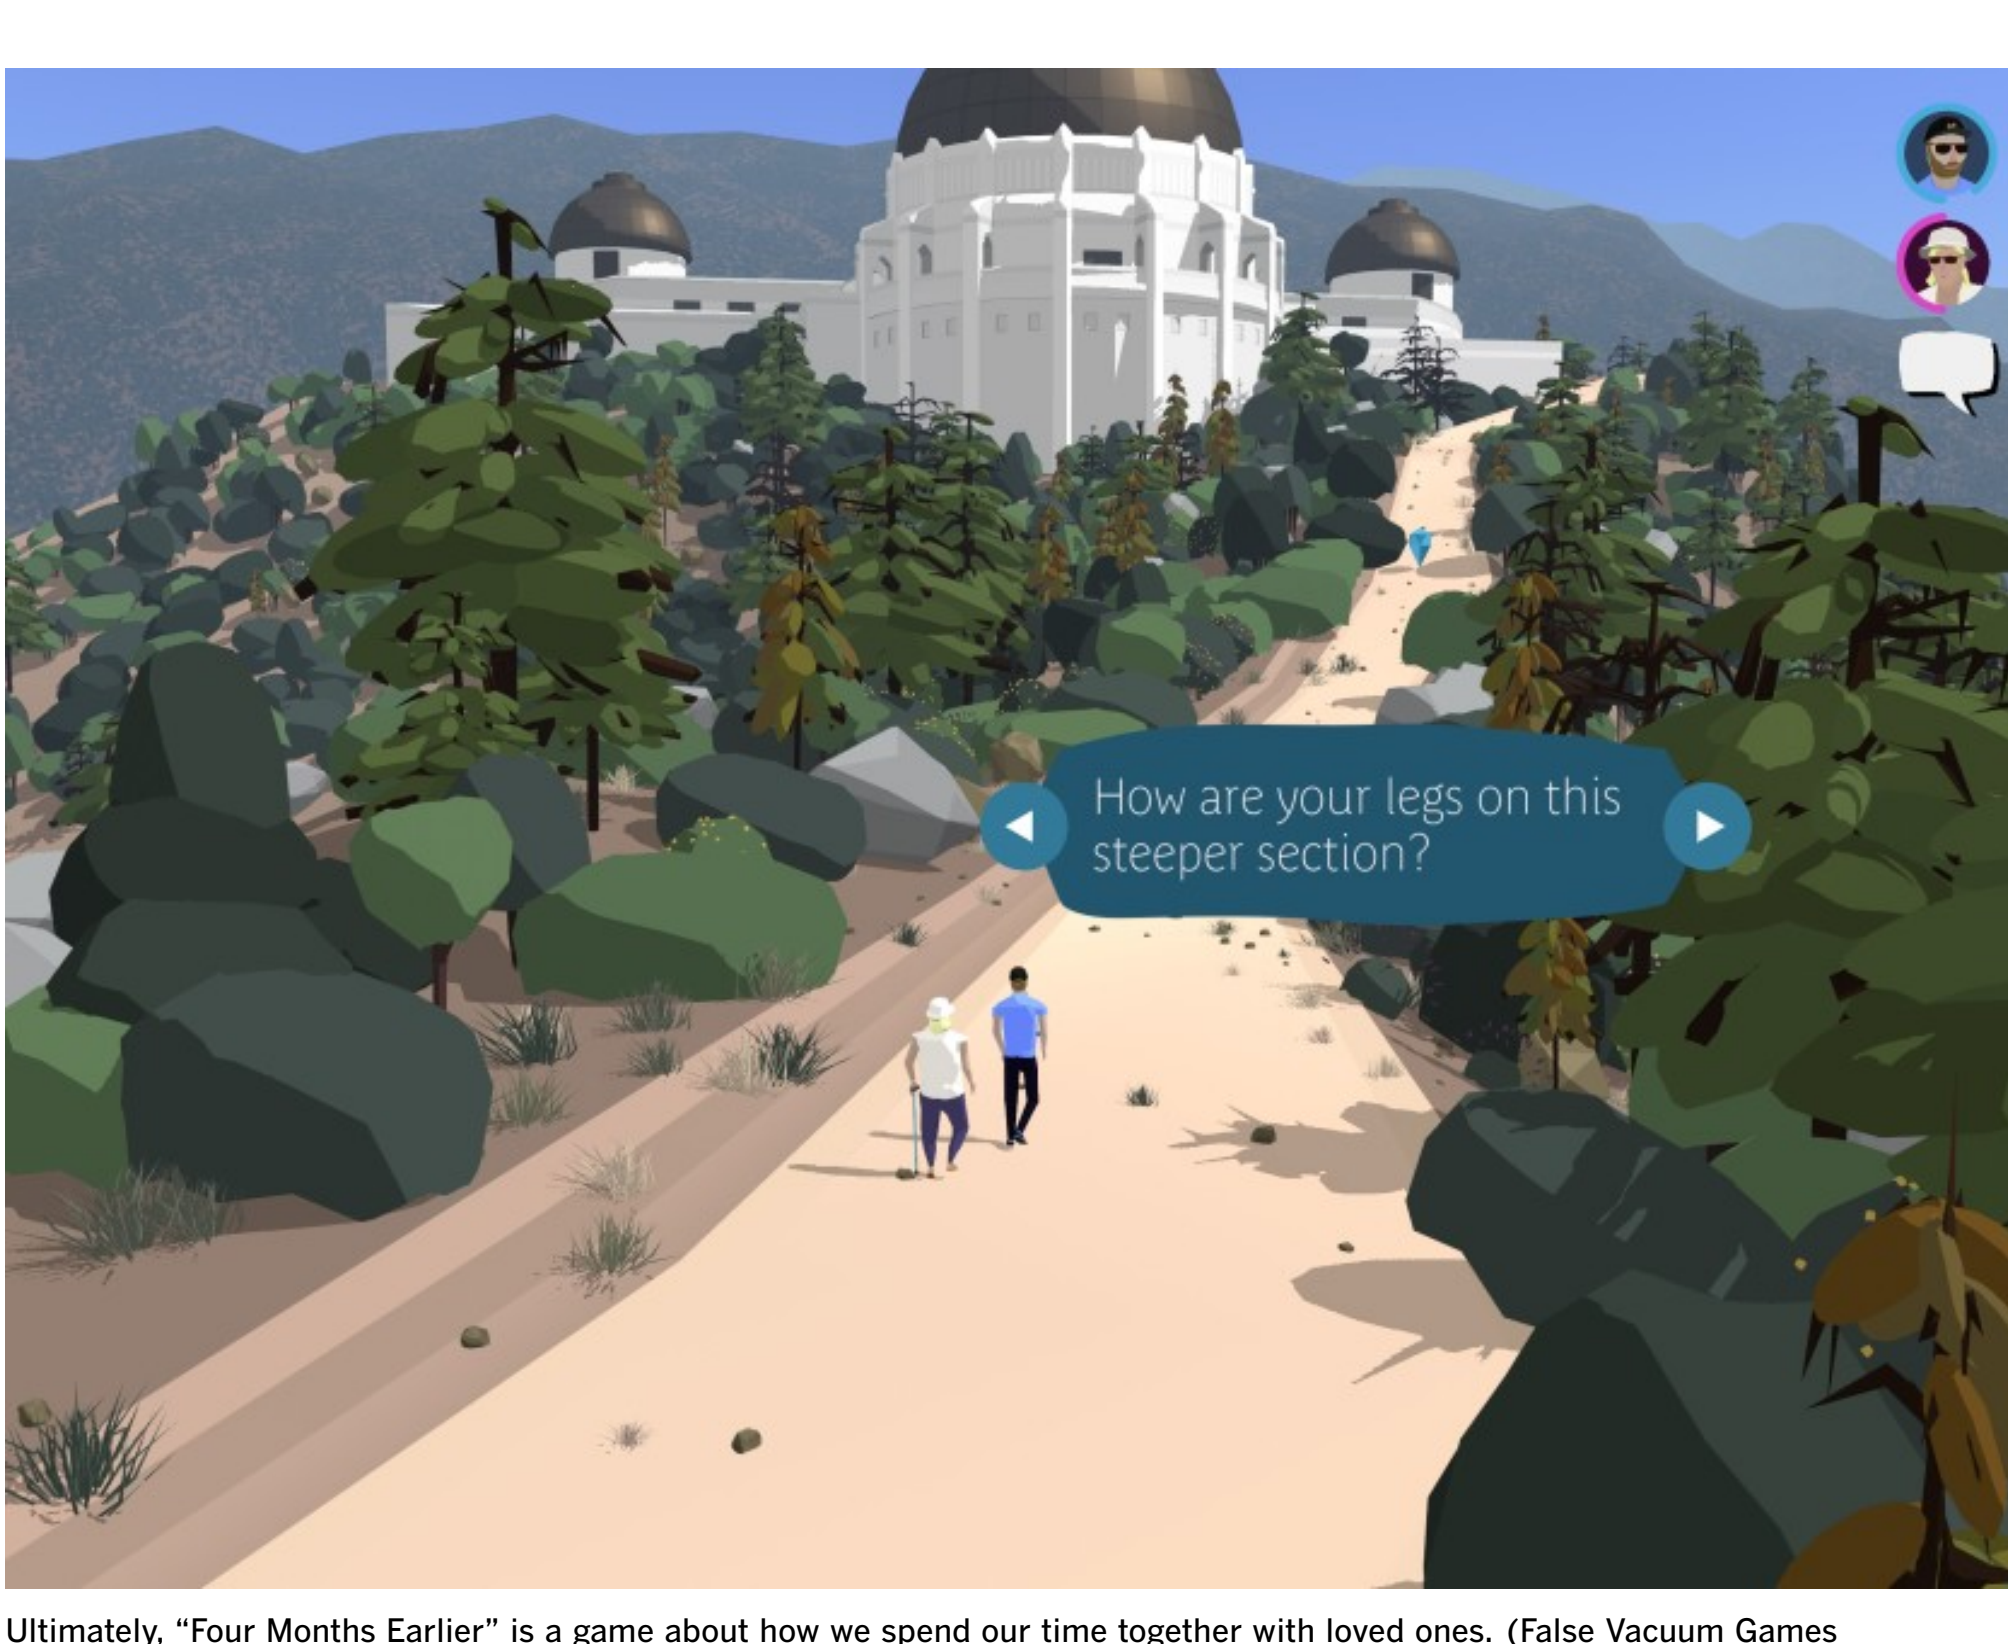 How are your legs on this
steeper section?
Ultimately, “Four Months Earlier” is a game about how we spend our time together with loved ones. (False Vacuum Games